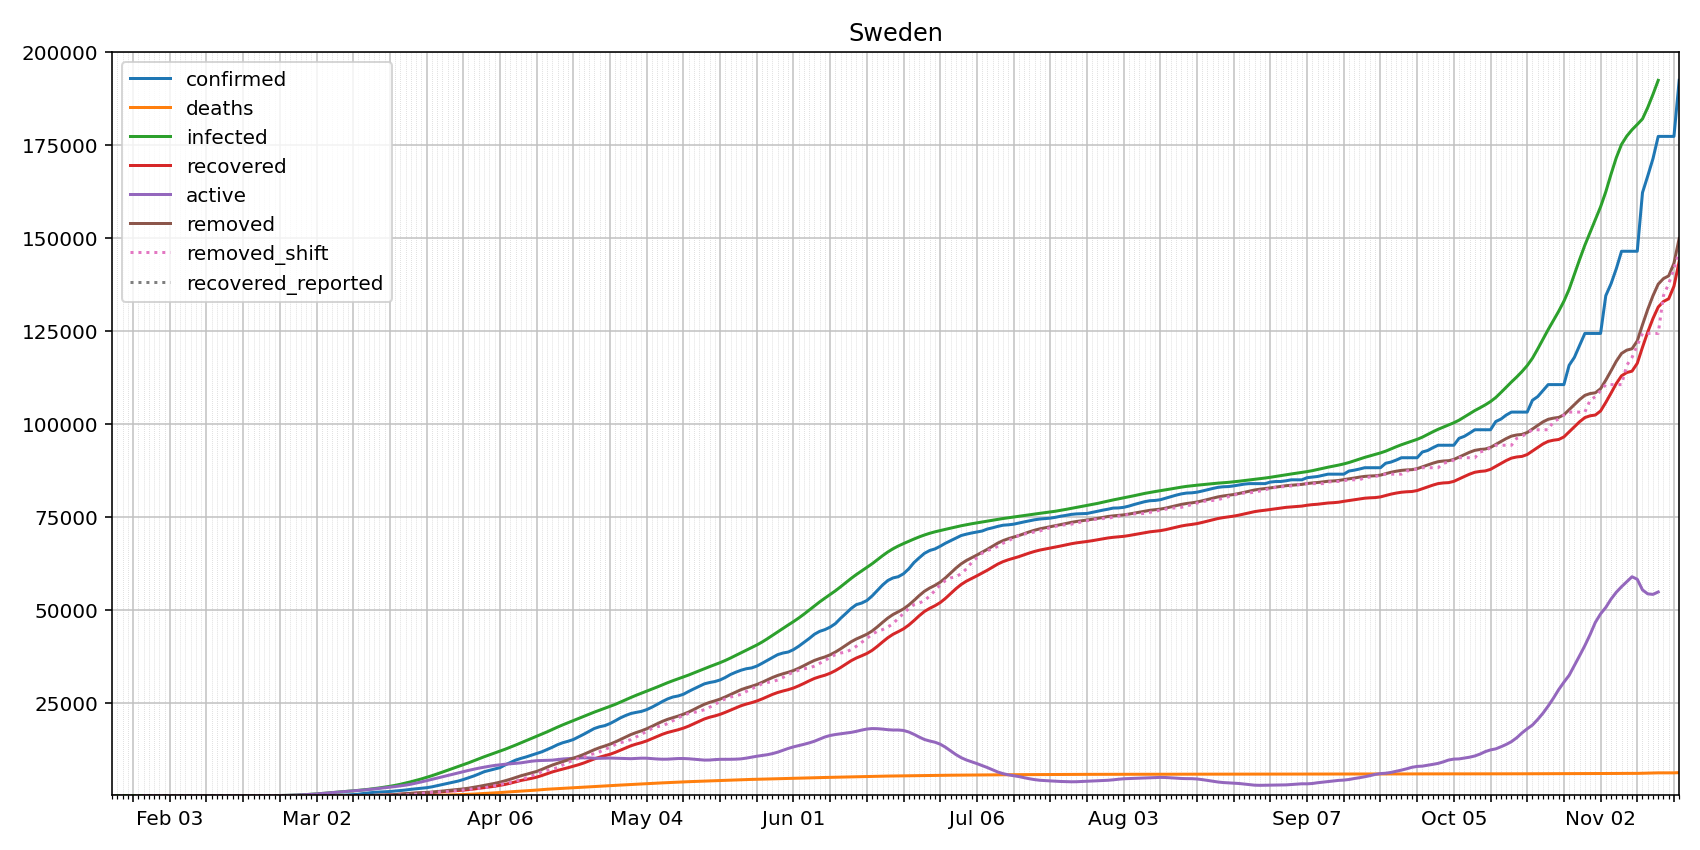 Sweden
200000
175000
150000
125000
100000
75000
50000
25000
confirmed
deaths
infected
recovered
active
removed
removed_shift
recovered_reported
Feb 03 Mar 02 Apr 06 May 04 Jun 01 Jul 06 Aug 03 Sep 07 Oct 05 Nov 02